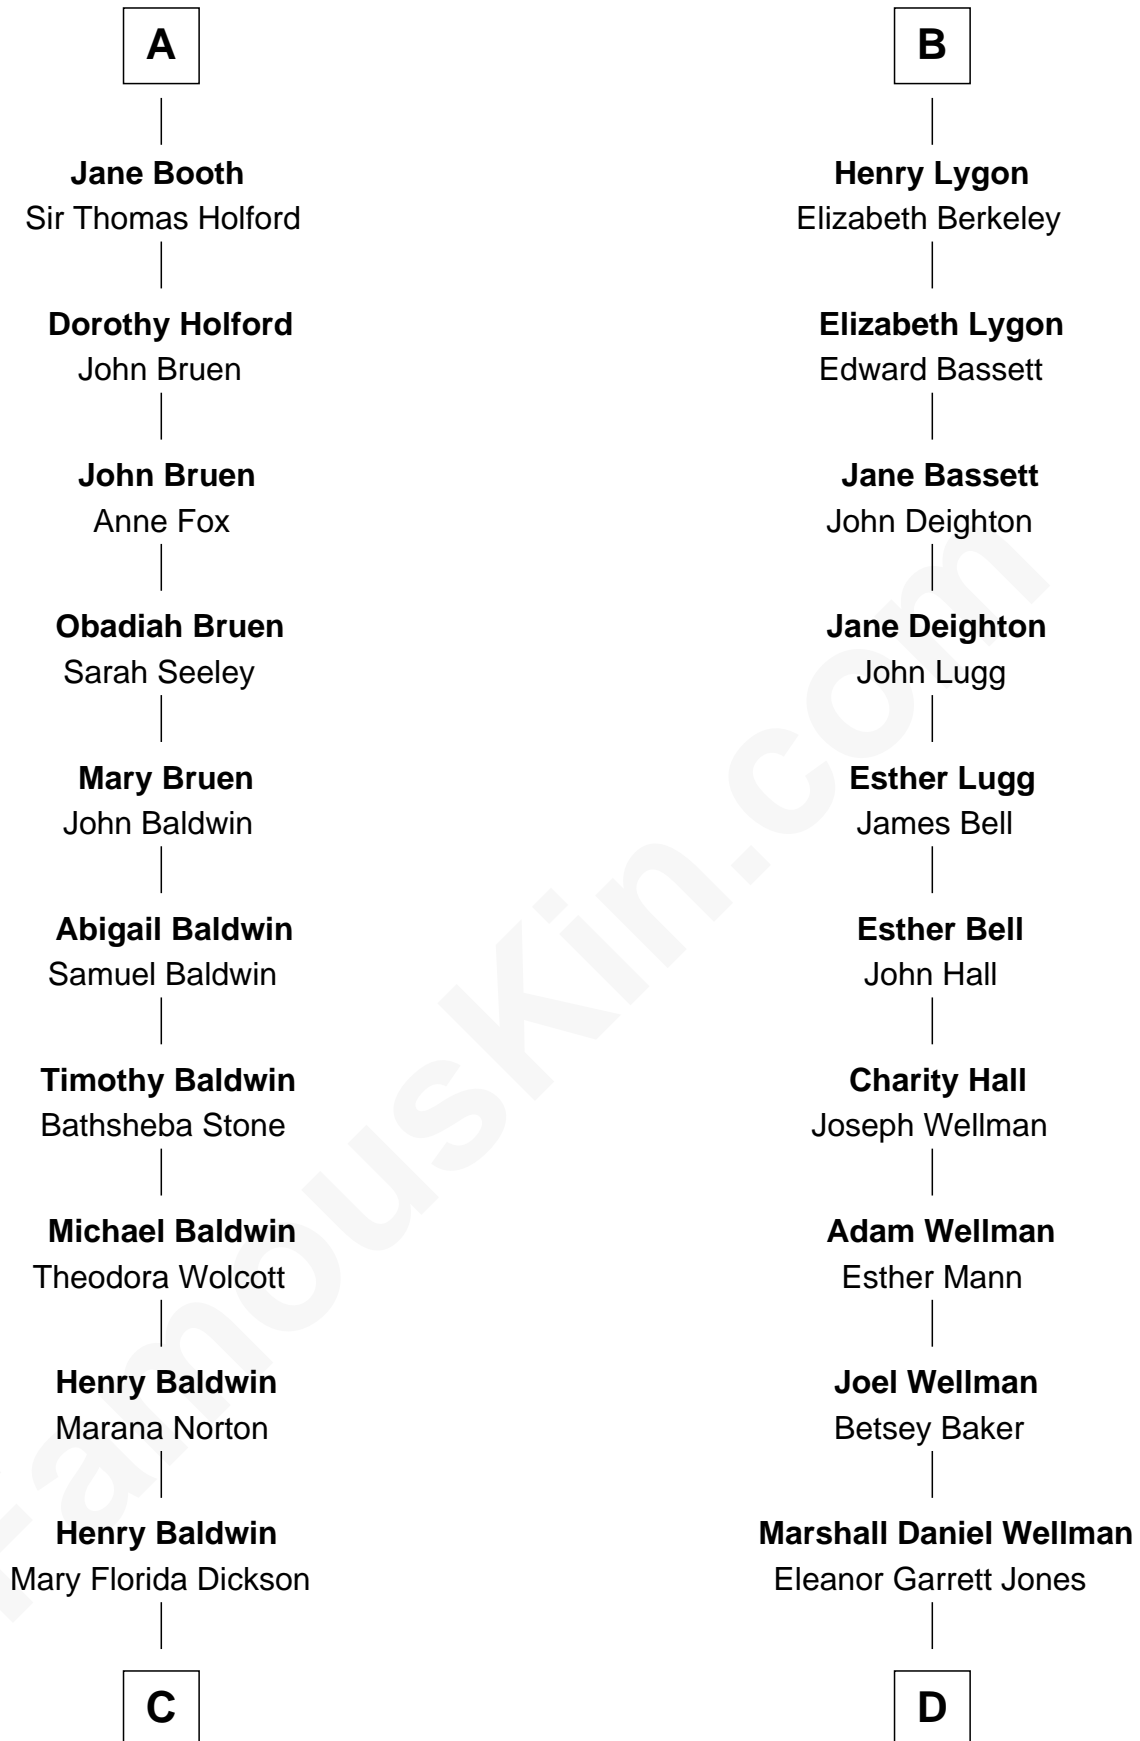 A
Jane Booth
Sir Thomas Holford
Dorothy Holford
John Bruen
John Bruen
Anne Fox
Obadiah Bruen
Sarah Seeley
Mary Bruen
John Baldwin
Abigail Baldwin
Samuel Baldwin
Timothy Baldwin
Bathsheba Stone
Michael Baldwin
Theodora Wolcott
Henry Baldwin
Marana Norton
Henry Baldwin
Mary Florida Dickson
C
B
Henry Lygon
Elizabeth Berkeley
Elizabeth Lygon
Edward Bassett
Jane Bassett
John Deighton
Jane Deighton
John Lugg
Esther Lugg
James Bell
Esther Bell
John Hall
Charity Hall
Joseph Wellman
Adam Wellman
Esther Mann
Joel Wellman
Betsey Baker
Marshall Daniel Wellman
Eleanor Garrett Jones
D
FamousKin.com